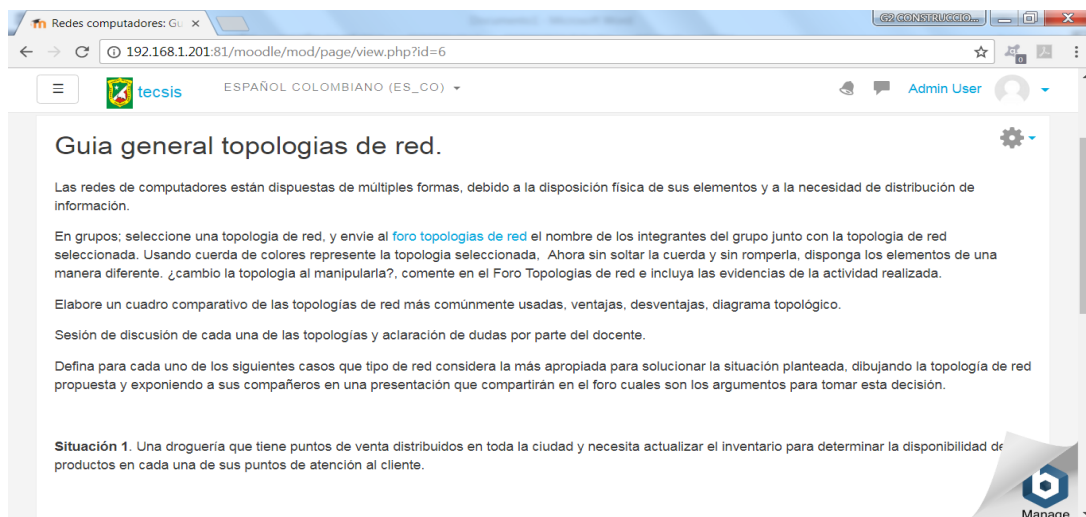 Redes computadores: Gu
G2 CONSTRUCCIO...
192.168.1.201:81/moodle/mod/page/view.php?id=6
0
tecsis
ESPAÑOL COLOMBIANO (ES_CO)
Admin User
Guia general topologias de red.
Las redes de computadores están dispuestas de múltiples formas, debido a la disposición física de sus elementos y a la necesidad de distribución de
información.
En grupos; seleccione una topologia de red, y envie al foro topologias de red el nombre de los integrantes del grupo junto con la topologia de red
seleccionada. Usando cuerda de colores represente la topologia seleccionada, Ahora sin soltar la cuerda y sin romperla, disponga los elementos de una
manera diferente. ¿cambio la topologia al manipularla?, comente en el Foro Topologias de red e incluya las evidencias de la actividad realizada.
Elabore un cuadro comparativo de las topologías de red más comúnmente usadas, ventajas, desventajas, diagrama topológico.
Sesión de discusión de cada una de las topologías y aclaración de dudas por parte del docente.
Defina para cada uno de los siguientes casos que tipo de red considera la más apropiada para solucionar la situación planteada, dibujando la topología de red
propuesta y exponiendo a sus compañeros en una presentación que compartirán en el foro cuales son los argumentos para tomar esta decisión.
Situación 1. Una droguería que tiene puntos de venta distribuidos en toda la ciudad y necesita actualizar el inventario para determinar la disponibilidad de
productos en cada una de sus puntos de atención al cliente.
Manage